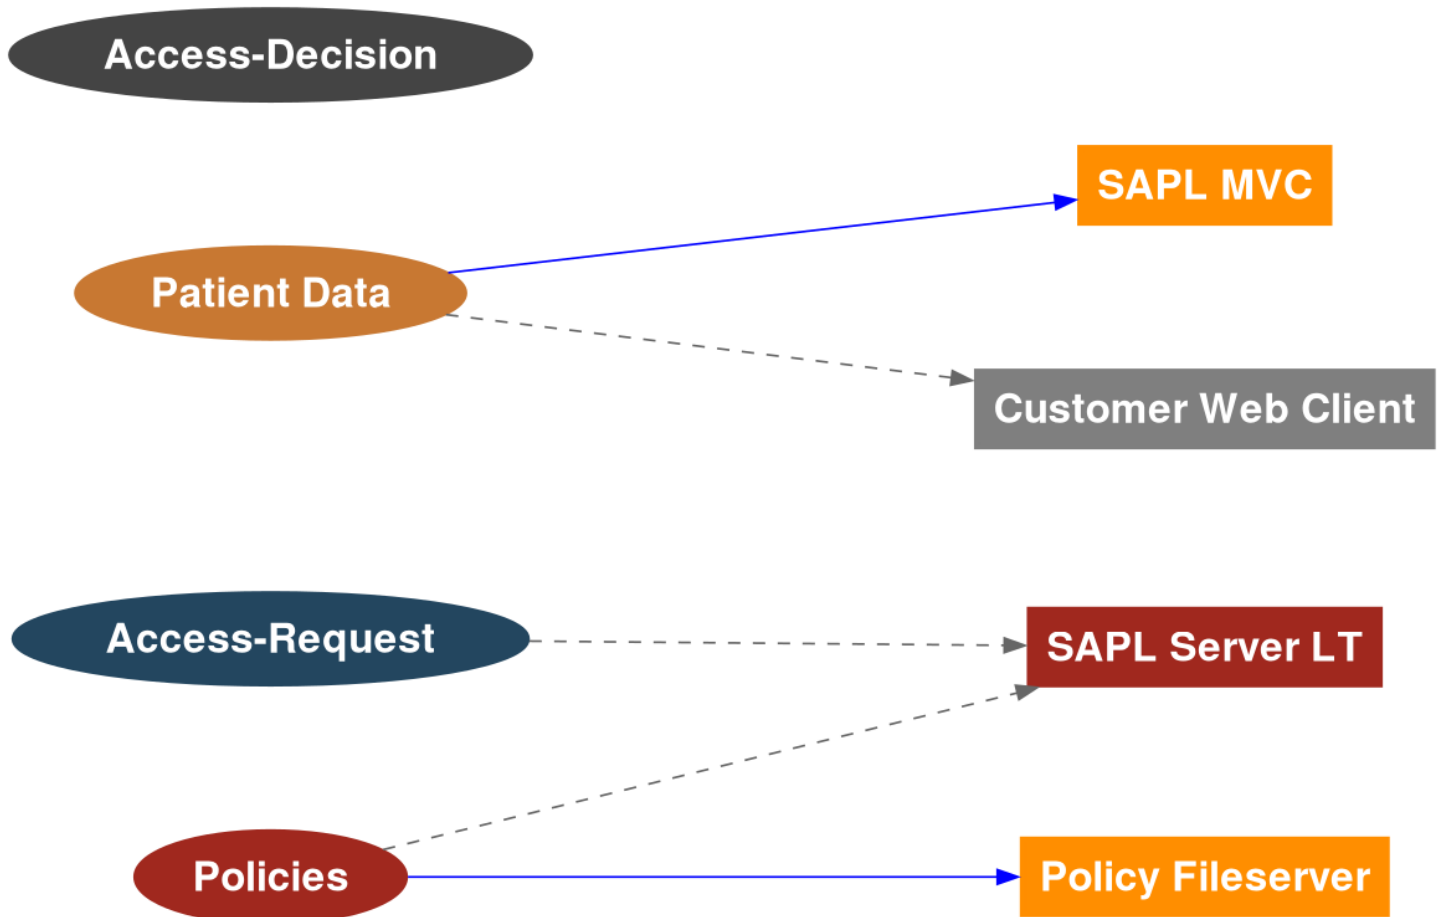 Access-Decision
SAPL MVC
Patient Data
Customer Web Client
Access-Request
SAPL Server LT
Policies
Policy Fileserver